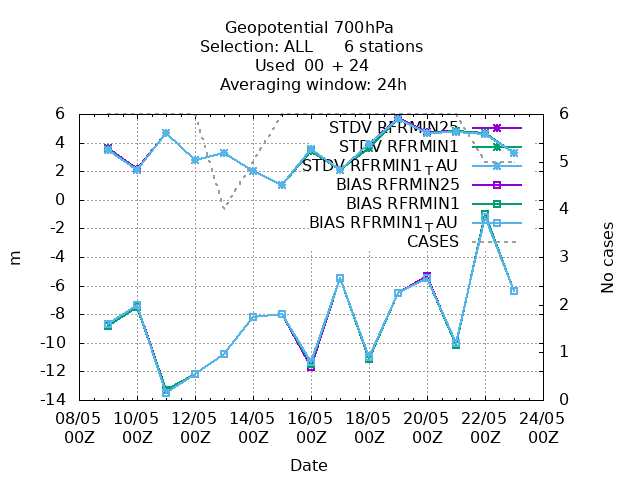 Geopotential 700hPa
Selection: ALL 6 stations
Used 00 + 24
Averaging window: 24h
6
4
2
0
-2
-4
-6
-8
-10
-12
-14
m
STDV RFRMIN25
STDV RFRMIN1
STDV RFRMIN1_TAU
BIAS RFRMIN25
BIAS RFRMIN1
BIAS RFRMIN1_TAU
CASES
6
5
4
3
2
1
0
No cases
08/05 10/05 12/05 14/05 16/05 18/05 20/05 22/05 24/05
00Z 00Z 00Z 00Z 00Z 00Z 00Z 00Z 00Z
Date